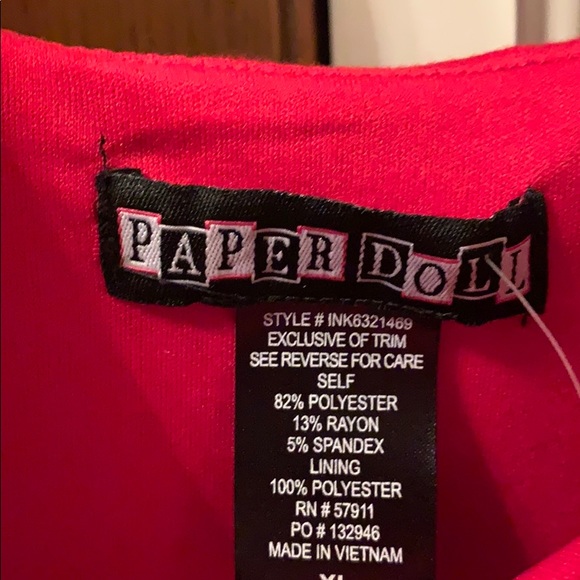 PAPER DOLL
STYLE # INK6321469
EXCLUSIVE OF TRIM
SEE REVERSE FOR CARE
SELF
82% POLYESTER
13% RAYON
5% SPANDEX
LINING
100% POLYESTER
RN # 57911
PO # 132946
MADE IN VIETNAM
XL